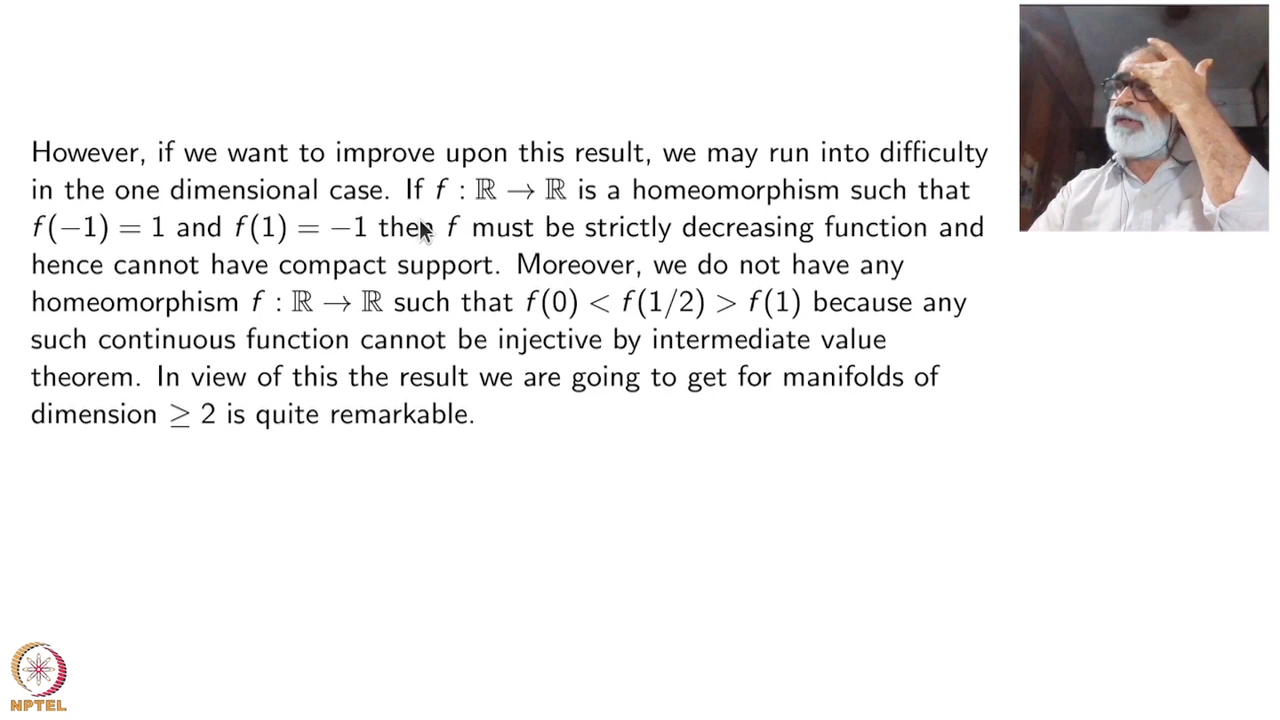 However, if we want to improve upon this result, we may run into difficulty
in the one dimensional case. If f : ℝ → ℝ is a homeomorphism such that
f(−1) = 1 and f(1) = −1 then f must be strictly decreasing function and
hence cannot have compact support. Moreover, we do not have any
homeomorphism f : ℝ → ℝ such that f(0) < f(1/2) > f(1) because any
such continuous function cannot be injective by intermediate value
theorem. In view of this the result we are going to get for manifolds of
dimension ≥ 2 is quite remarkable.
NPTEL